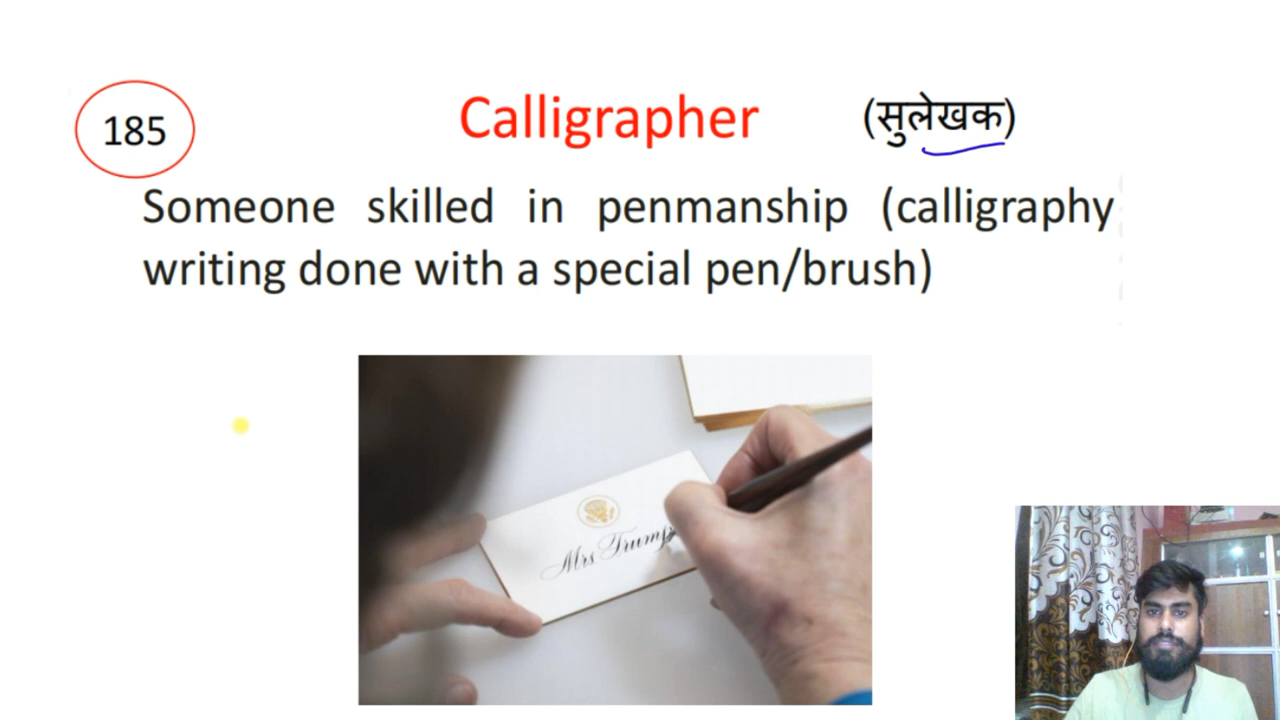 185
Calligrapher (सुलेखक)
Someone skilled in penmanship (calligraphy
writing done with a special pen/brush)
Mrs Trump